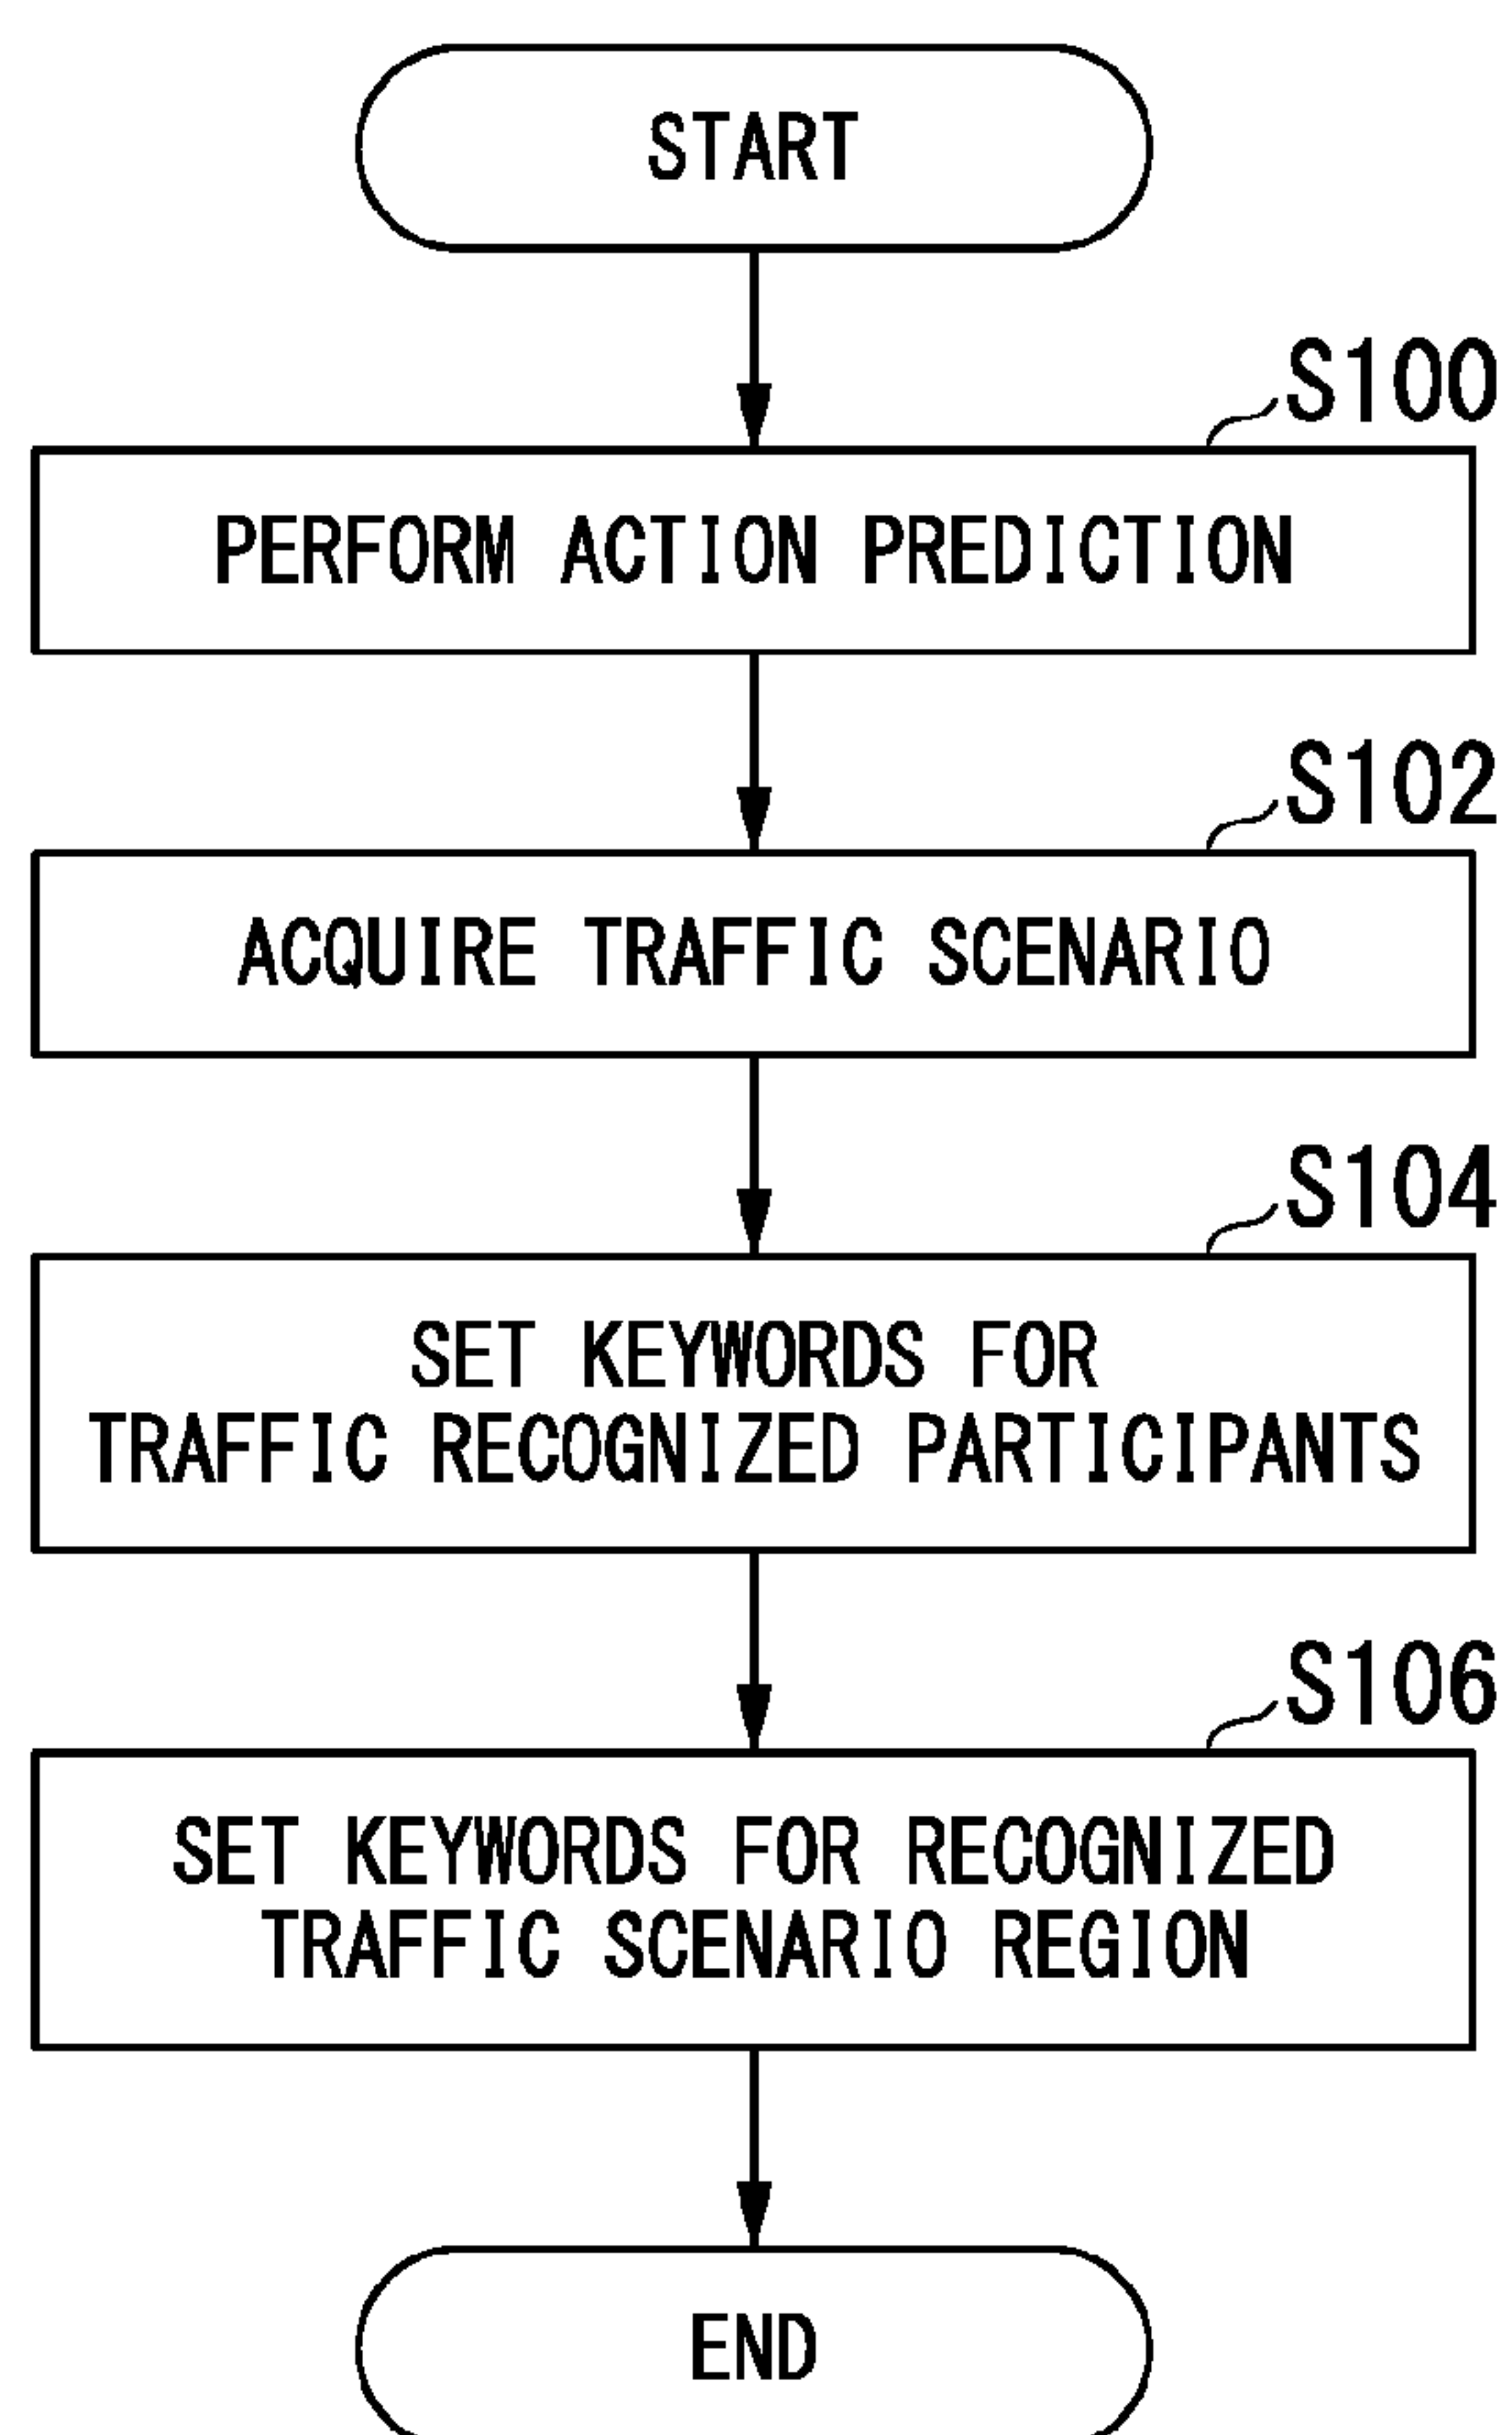 START
S100
PERFORM ACTION PREDICTION
S102
ACQUIRE TRAFFIC SCENARIO
S104
SET KEYWORDS FOR
TRAFFIC RECOGNIZED PARTICIPANTS
S106
SET KEYWORDS FOR RECOGNIZED
TRAFFIC SCENARIO REGION
END